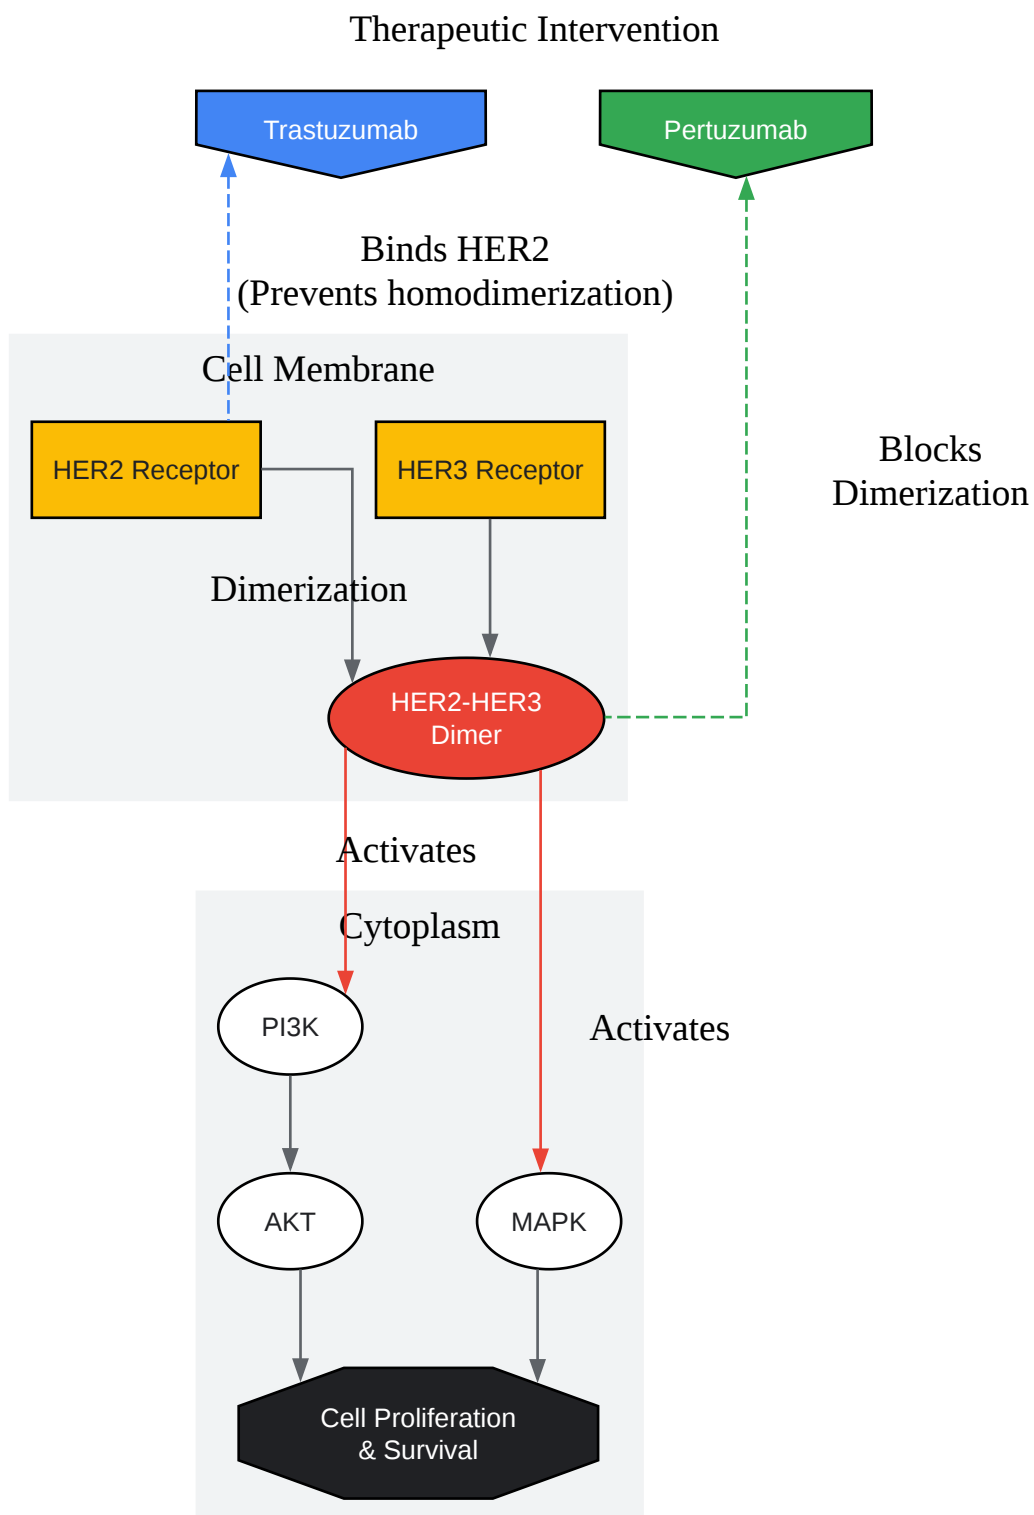 Therapeutic Intervention
Trastuzumab
Pertuzumab
Binds HER2
(Prevents homodimerization)
Cell Membrane
HER2 Receptor
HER3 Receptor
Blocks
Dimerization
Dimerization
HER2-HER3
Dimer
Activates
Cytoplasm
PI3K
Activates
AKT
MAPK
Cell Proliferation
& Survival